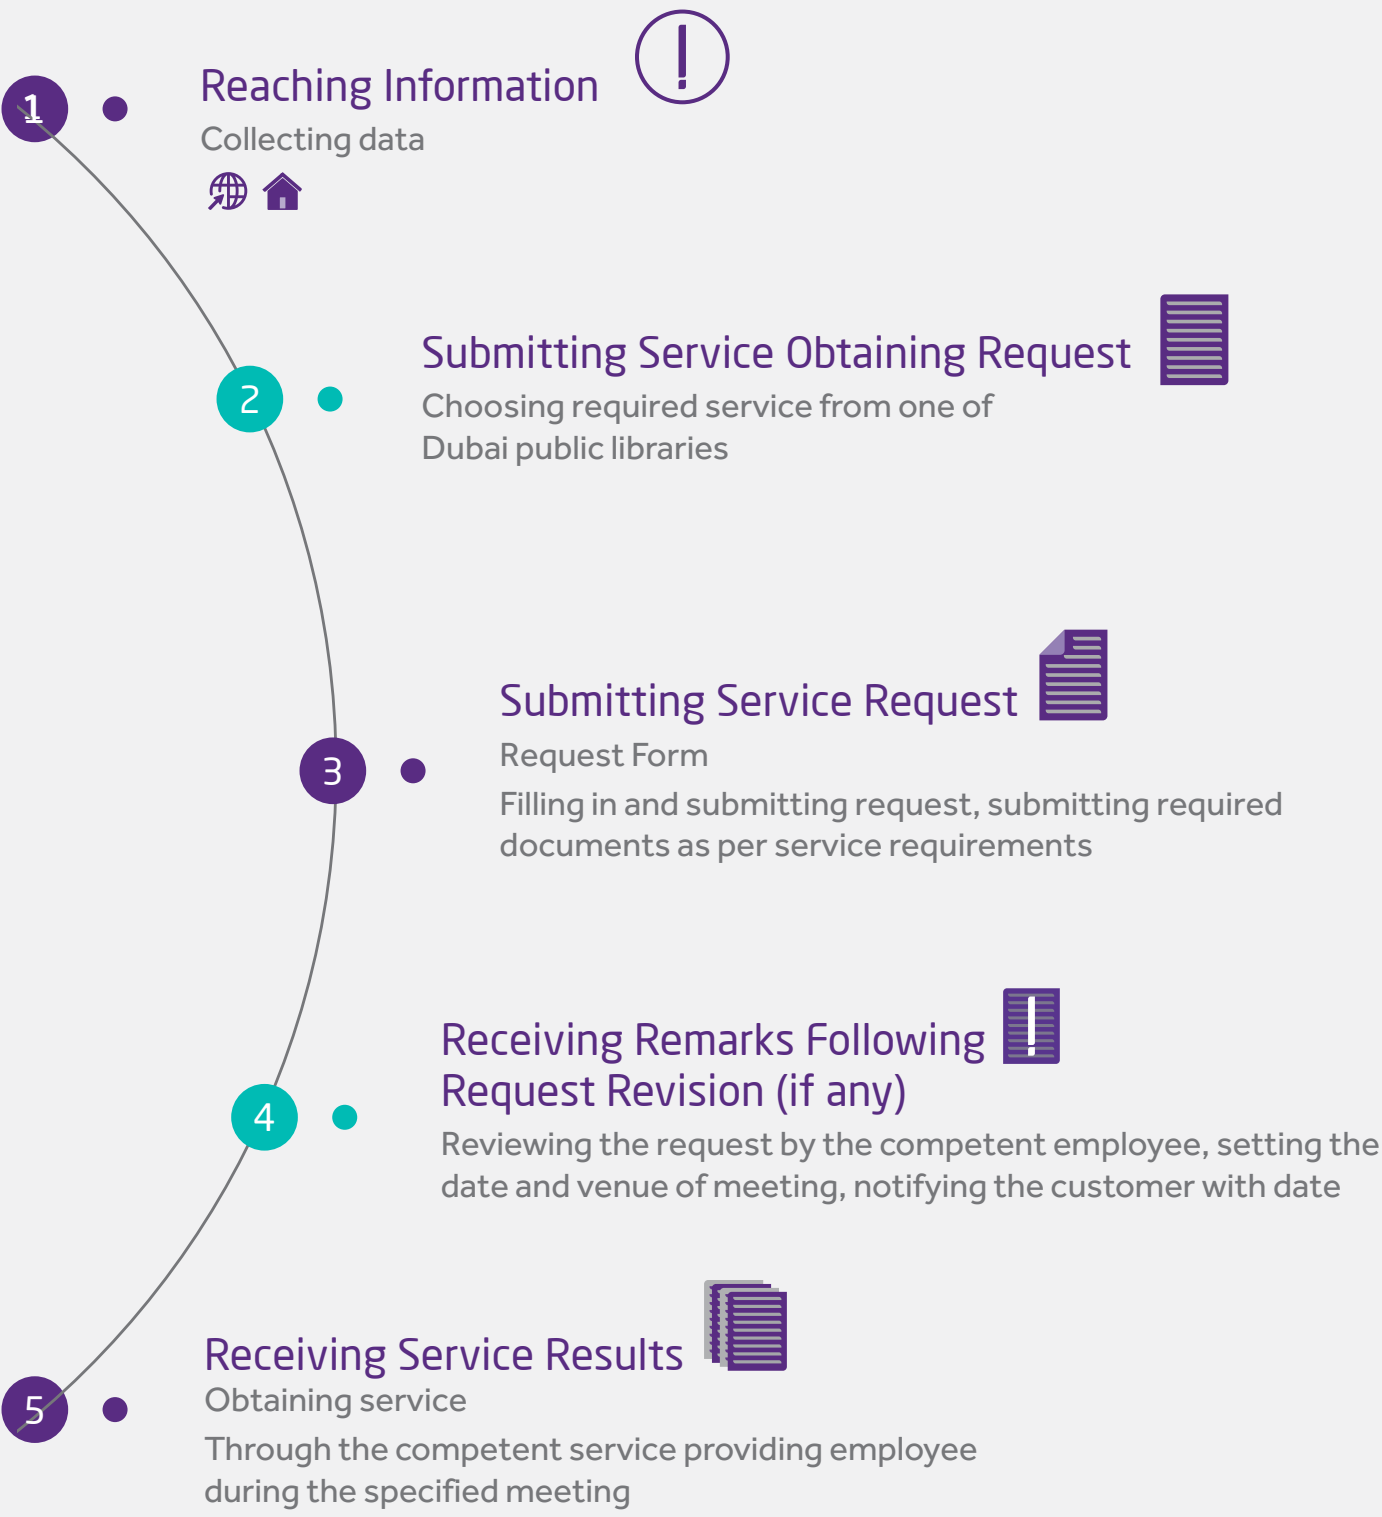 1
Reaching Information
Collecting data
2
Submitting Service Obtaining Request
Choosing required service from one of
Dubai public libraries
3
Submitting Service Request
Request Form
Filling in and submitting request, submitting required
documents as per service requirements
4
Receiving Remarks Following
Request Revision (if any)
Reviewing the request by the competent employee, setting the
date and venue of meeting, notifying the customer with date
5
Receiving Service Results
Obtaining service
Through the competent service providing employee
during the specified meeting